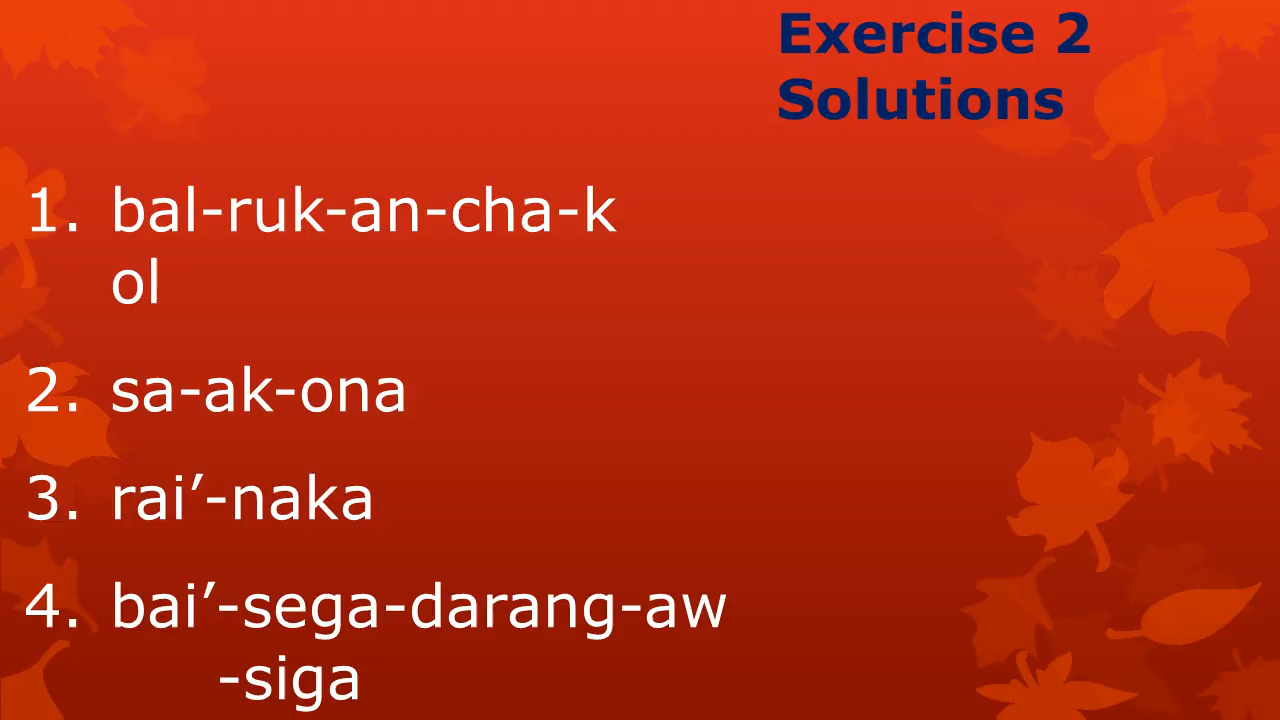 Exercise 2
Solutions
1. bal-ruk-an-cha-k
ol
2. sa-ak-ona
3. rai’-naka
4. bai’-sega-darang-aw
-siga